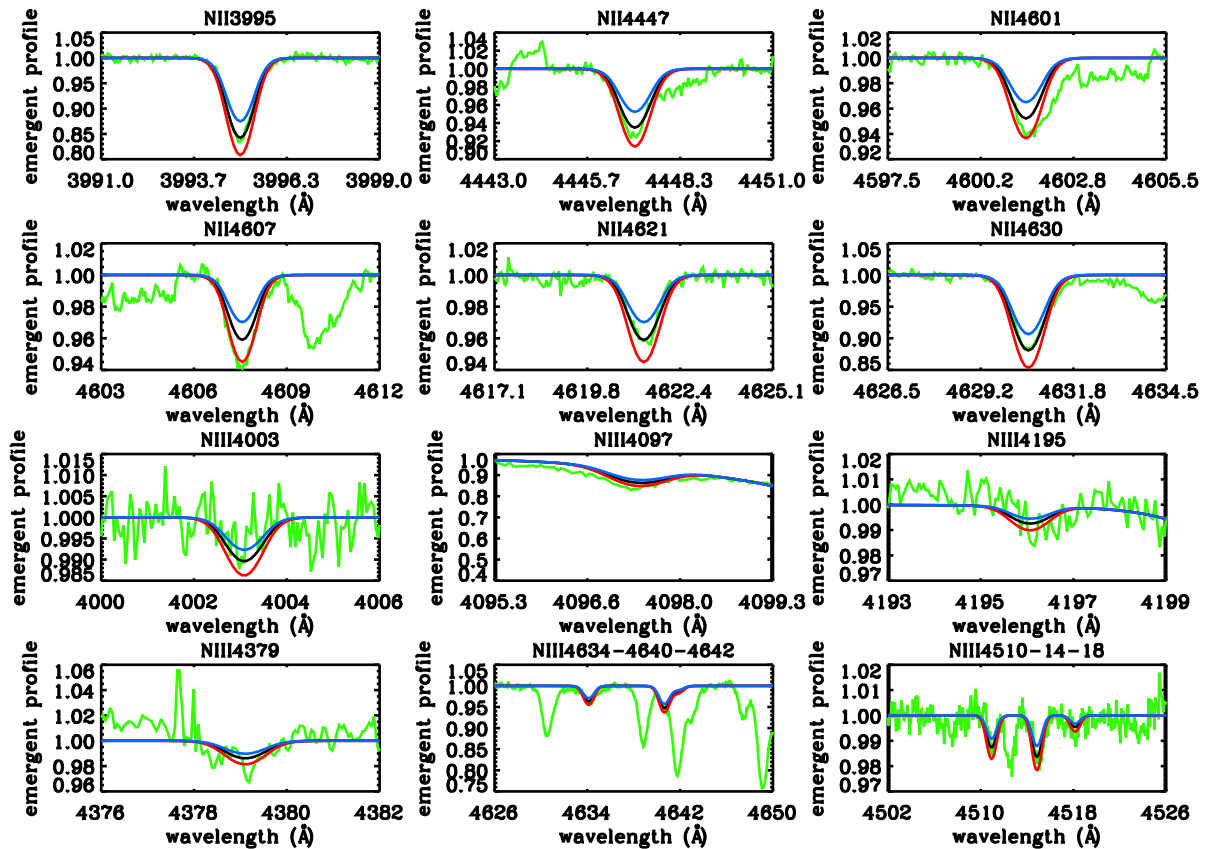 NII3995
emergent profile
1.05
1.00
0.95
0.90
0.85
0.80
3991.0 3993.7 3996.3 3999.0
wavelength (Å)
NII4447
emergent profile
1.04
1.02
1.00
0.98
0.96
0.94
0.92
0.90
4443.0 4445.7 4448.3 4451.0
wavelength (Å)
NII4601
emergent profile
1.02
1.00
0.98
0.96
0.94
0.92
4597.5 4600.2 4602.8 4605.5
wavelength (Å)
NII4607
emergent profile
1.02
1.00
0.98
0.96
0.94
4603 4606 4609 4612
wavelength (Å)
NII4621
emergent profile
1.02
1.00
0.98
0.96
0.94
4617.1 4619.8 4622.4 4625.1
wavelength (Å)
NII4630
emergent profile
1.05
1.00
0.95
0.90
0.85
4626.5 4629.2 4631.8 4634.5
wavelength (Å)
NIII4003
emergent profile
1.015
1.010
1.005
1.000
0.995
0.990
0.985
4000 4002 4004 4006
wavelength (Å)
NIII4097
emergent profile
1.0
0.9
0.8
0.7
0.6
0.5
0.4
4095.3 4096.6 4098.0 4099.3
wavelength (Å)
NIII4195
emergent profile
1.02
1.01
1.00
0.99
0.98
0.97
4193 4195 4197 4199
wavelength (Å)
NIII4379
emergent profile
1.06
1.04
1.02
1.00
0.98
0.96
4376 4378 4380 4382
wavelength (Å)
NIII4634-4640-4642
emergent profile
1.05
1.00
0.95
0.90
0.85
0.80
0.75
4626 4634 4642 4650
wavelength (Å)
NIII4510-14-18
emergent profile
1.02
1.01
1.00
0.99
0.98
0.97
4502 4510 4518 4526
wavelength (Å)